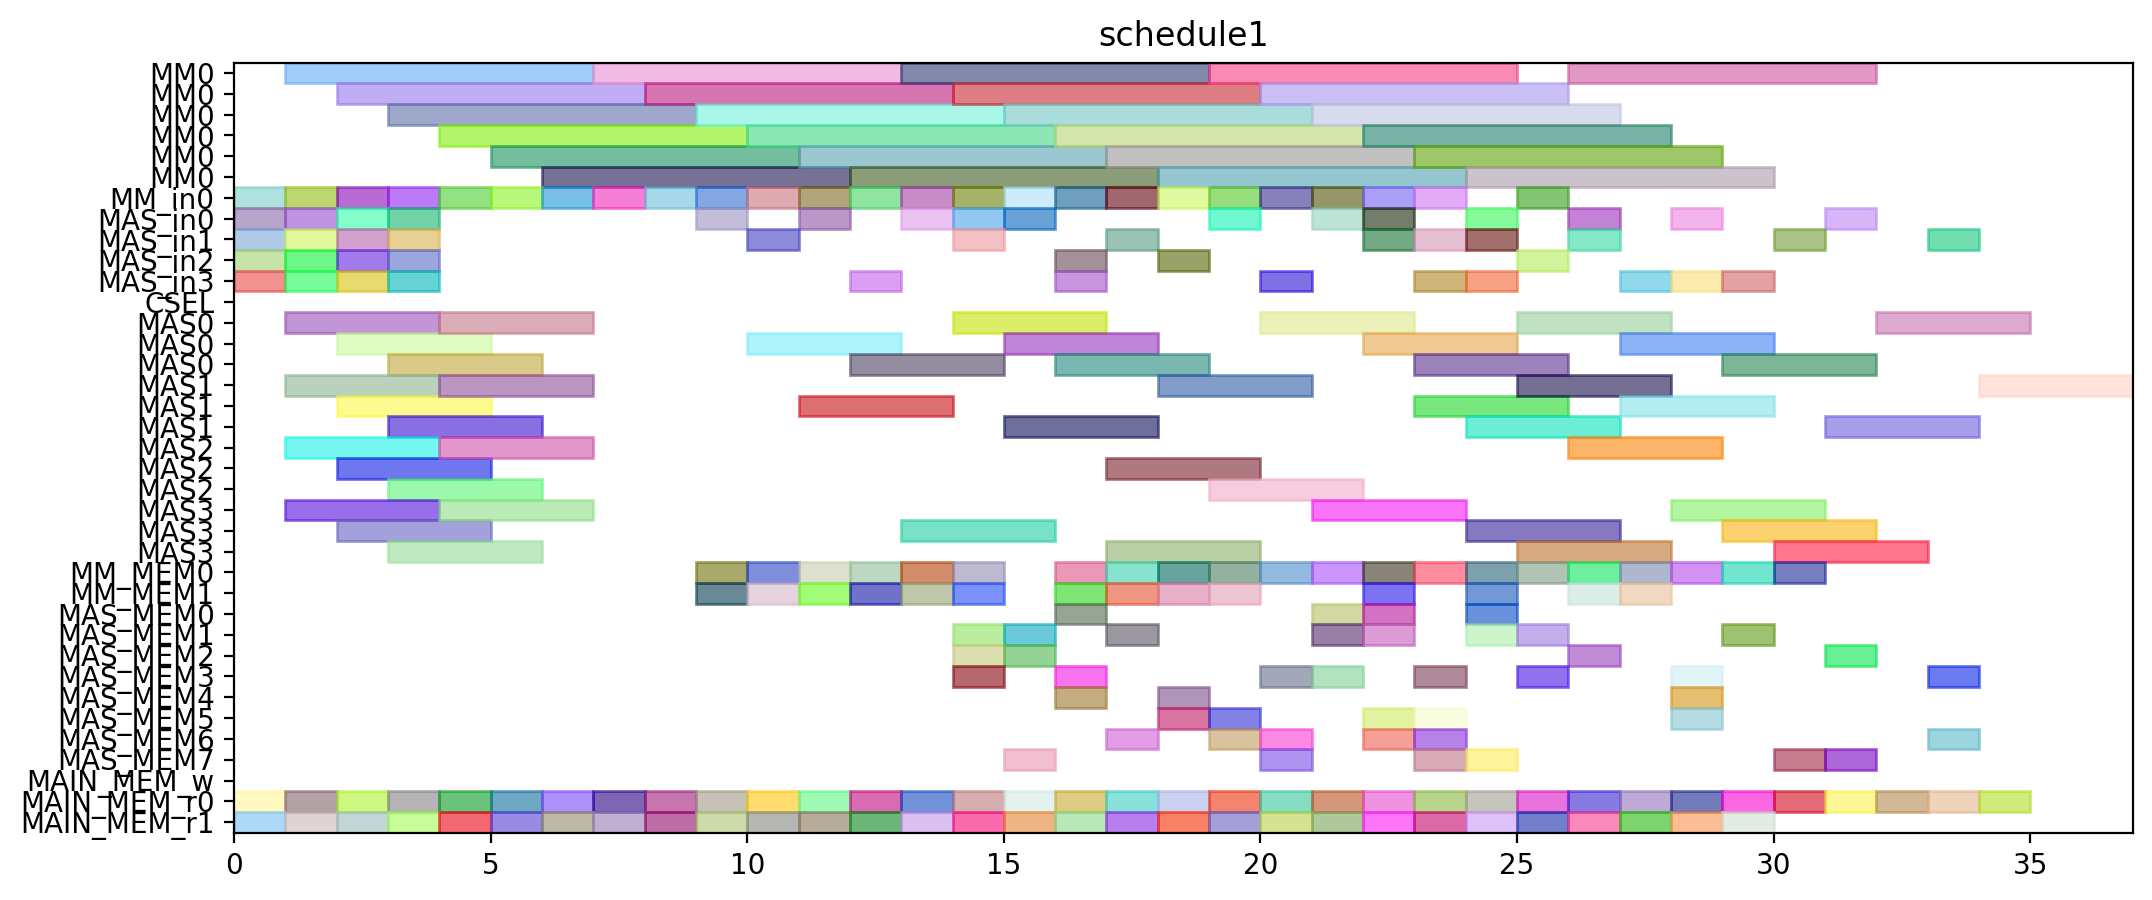 schedule1
MM0
MM0
MM0
MM0
MM0
MM0
MM_in0
MAS_in0
MAS_in1
MAS_in2
MAS_in3
CSEL
MAS0
MAS0
MAS0
MAS1
MAS1
MAS1
MAS2
MAS2
MAS2
MAS3
MAS3
MAS3
MM_MEM0
MM_MEM1
MAS_MEM0
MAS_MEM1
MAS_MEM2
MAS_MEM3
MAS_MEM4
MAS_MEM5
MAS_MEM6
MAS_MEM7
MAIN_MEM_w
MAIN_MEM_r0
MAIN_MEM_r1
0 5 10 15 20 25 30 35